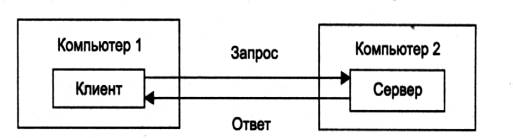 Компьютер 1
Запрос
Компьютер 2
Клиент
Сервер
Ответ